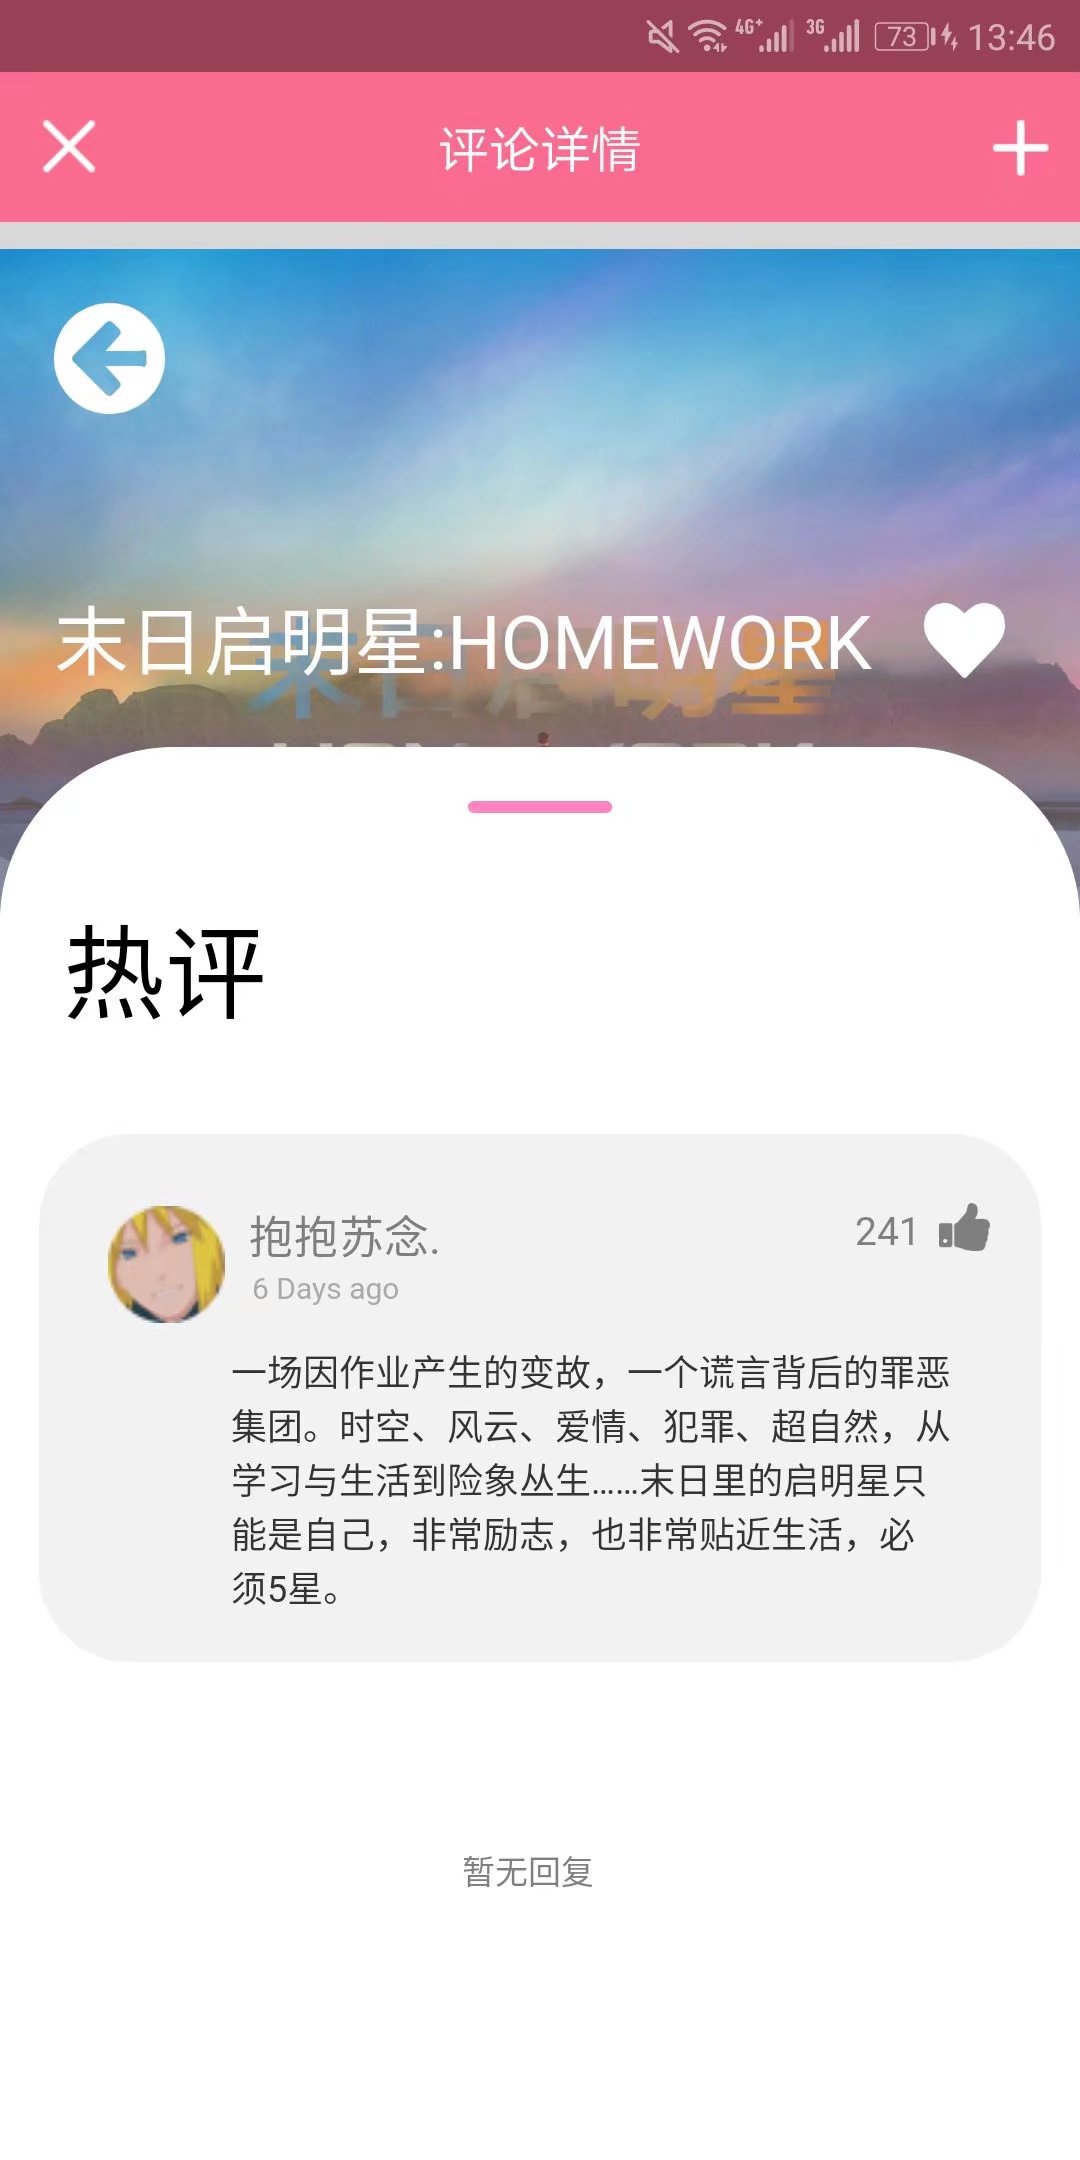 4G+ 3G 73 13:46
评论详情
末日启明星:HOMEWORK
末日启明星
热评
抱抱苏念.
241
6 Days ago
一场因作业产生的变故，一个谎言背后的罪恶
集团。时空、风云、爱情、犯罪、超自然，从
学习与生活到险象丛生……末日里的启明星只
能是自己，非常励志，也非常贴近生活，必
须5星。
暂无回复